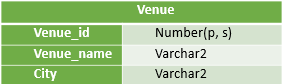 Venue
Venue_id Number(p, s)
Venue_name Varchar2
City Varchar2